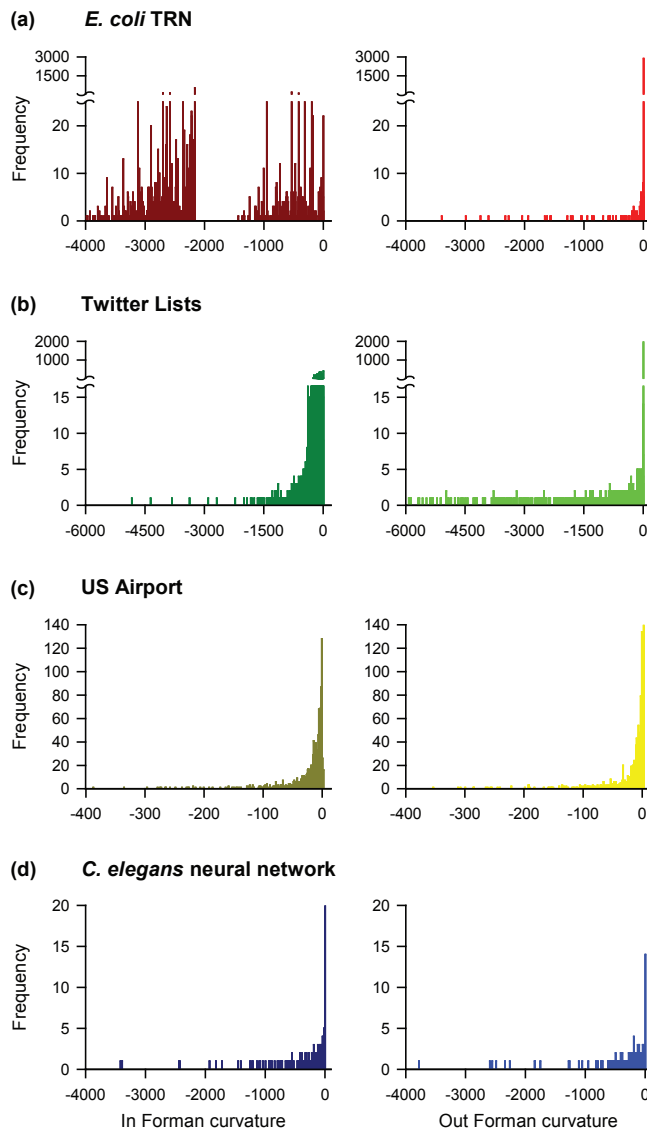 (a) E. coli TRN
3000
1500
20
10
0
Frequency
-4000 -3000 -2000 -1000 0
3000
1500
20
10
0
-4000 -3000 -2000 -1000 0
(b) Twitter Lists
2000
1000
15
10
5
0
Frequency
-6000 -4500 -3000 -1500 0
2000
1000
15
10
5
0
-6000 -4500 -3000 -1500 0
(c) US Airport
140
120
100
80
60
40
20
0
Frequency
-400 -300 -200 -100 0
140
120
100
80
60
40
20
0
-400 -300 -200 -100 0
(d) C. elegans neural network
20
15
10
5
0
Frequency
-4000 -3000 -2000 -1000 0
In Forman curvature
20
15
10
5
0
-4000 -3000 -2000 -1000 0
Out Forman curvature